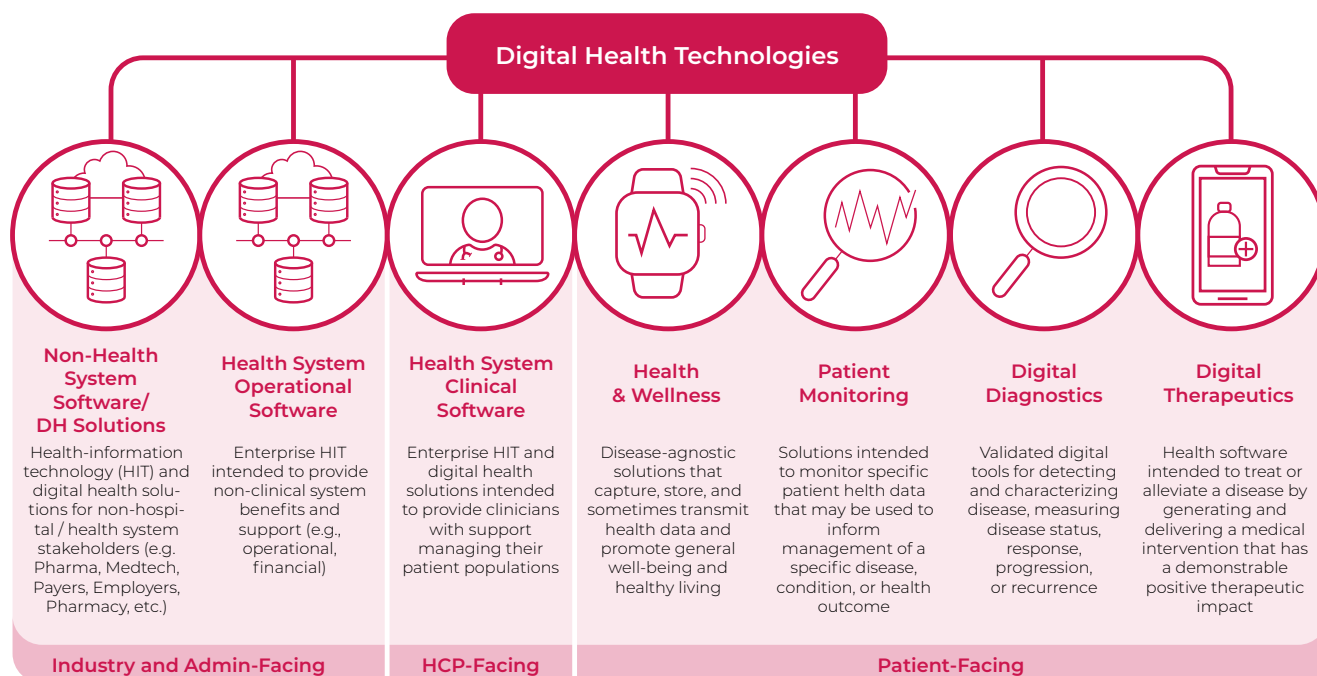 Digital Health Technologies
Non-Health
System
Software/
DH Solutions
Health-information
technology (HIT) and
digital health solu-
tions for non-hospi-
tal / health system
stakeholders (e.g.
Pharma, Medtech,
Payers, Employers,
Pharmacy, etc.)
Health System
Operational
Software
Enterprise HIT
intended to provide
non-clinical system
benefits and
support (e.g.,
operational,
financial)
Health System
Clinical
Software
Enterprise HIT and
digital health
solutions intended
to provide clinicians
with support
managing their
patient populations
Health
& Wellness
Disease-agnostic
solutions that
capture, store, and
sometimes transmit
health data and
promote general
well-being and
healthy living
Patient
Monitoring
Solutions intended
to monitor specific
patient helth data
that may be used to
inform
management of a
specific disease,
condition, or health
outcome
Digital
Diagnostics
Validated digital
tools for detecting
and characterizing
disease, measuring
disease status,
response,
progression,
or recurrence
Digital
Therapeutics
Health software
intended to treat or
alleviate a disease by
generating and
delivering a medical
intervention that has
a demonstrable
positive therapeutic
impact
Industry and Admin-Facing
HCP-Facing
Patient-Facing